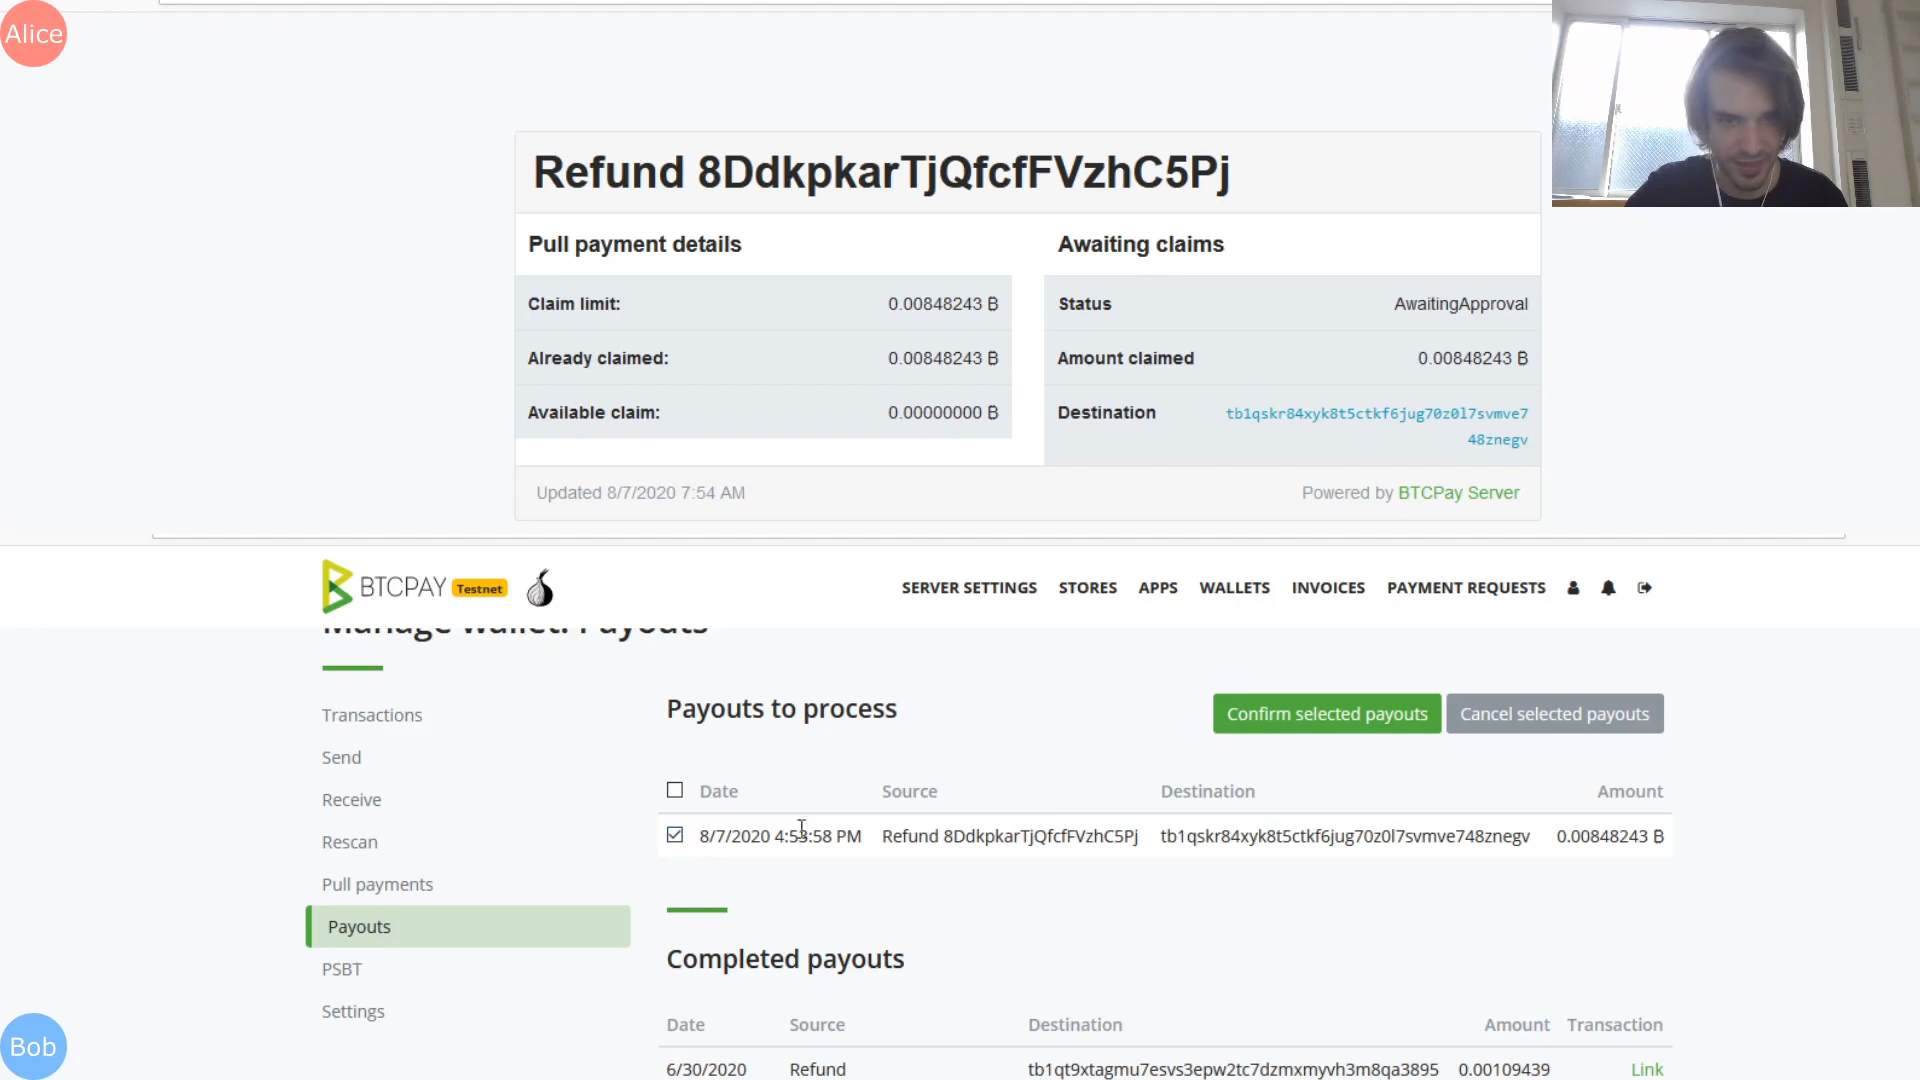 Alice
Refund 8DdkpkarTjQfcfFVzhC5Pj
Pull payment details
Claim limit: 0.00848243 ₿
Already claimed: 0.00848243 ₿
Available claim: 0.00000000 ₿
Awaiting claims
Status AwaitingApproval
Amount claimed 0.00848243 ₿
Destination tb1qskr84xyk8t5ctkf6jug70z0l7svmve7
48znegv
Updated 8/7/2020 7:54 AM Powered by BTCPay Server
BTCPAY Testnet SERVER SETTINGS STORES APPS WALLETS INVOICES PAYMENT REQUESTS
Manage wallet: Payouts
Transactions
Send
Receive
Rescan
Pull payments
Payouts
PSBT
Settings
Payouts to process Confirm selected payouts Cancel selected payouts
Date Source Destination Amount
8/7/2020 4:53:58 PM Refund 8DdkpkarTjQfcfFVzhC5Pj tb1qskr84xyk8t5ctkf6jug70z0l7svmve748znegv 0.00848243 ₿
Completed payouts
Date Source Destination Amount Transaction
6/30/2020 Refund tb1qt9xtagmu7esvs3epw2tc7dzmxmyvh3m8qa3895 0.00109439 Link
Bob